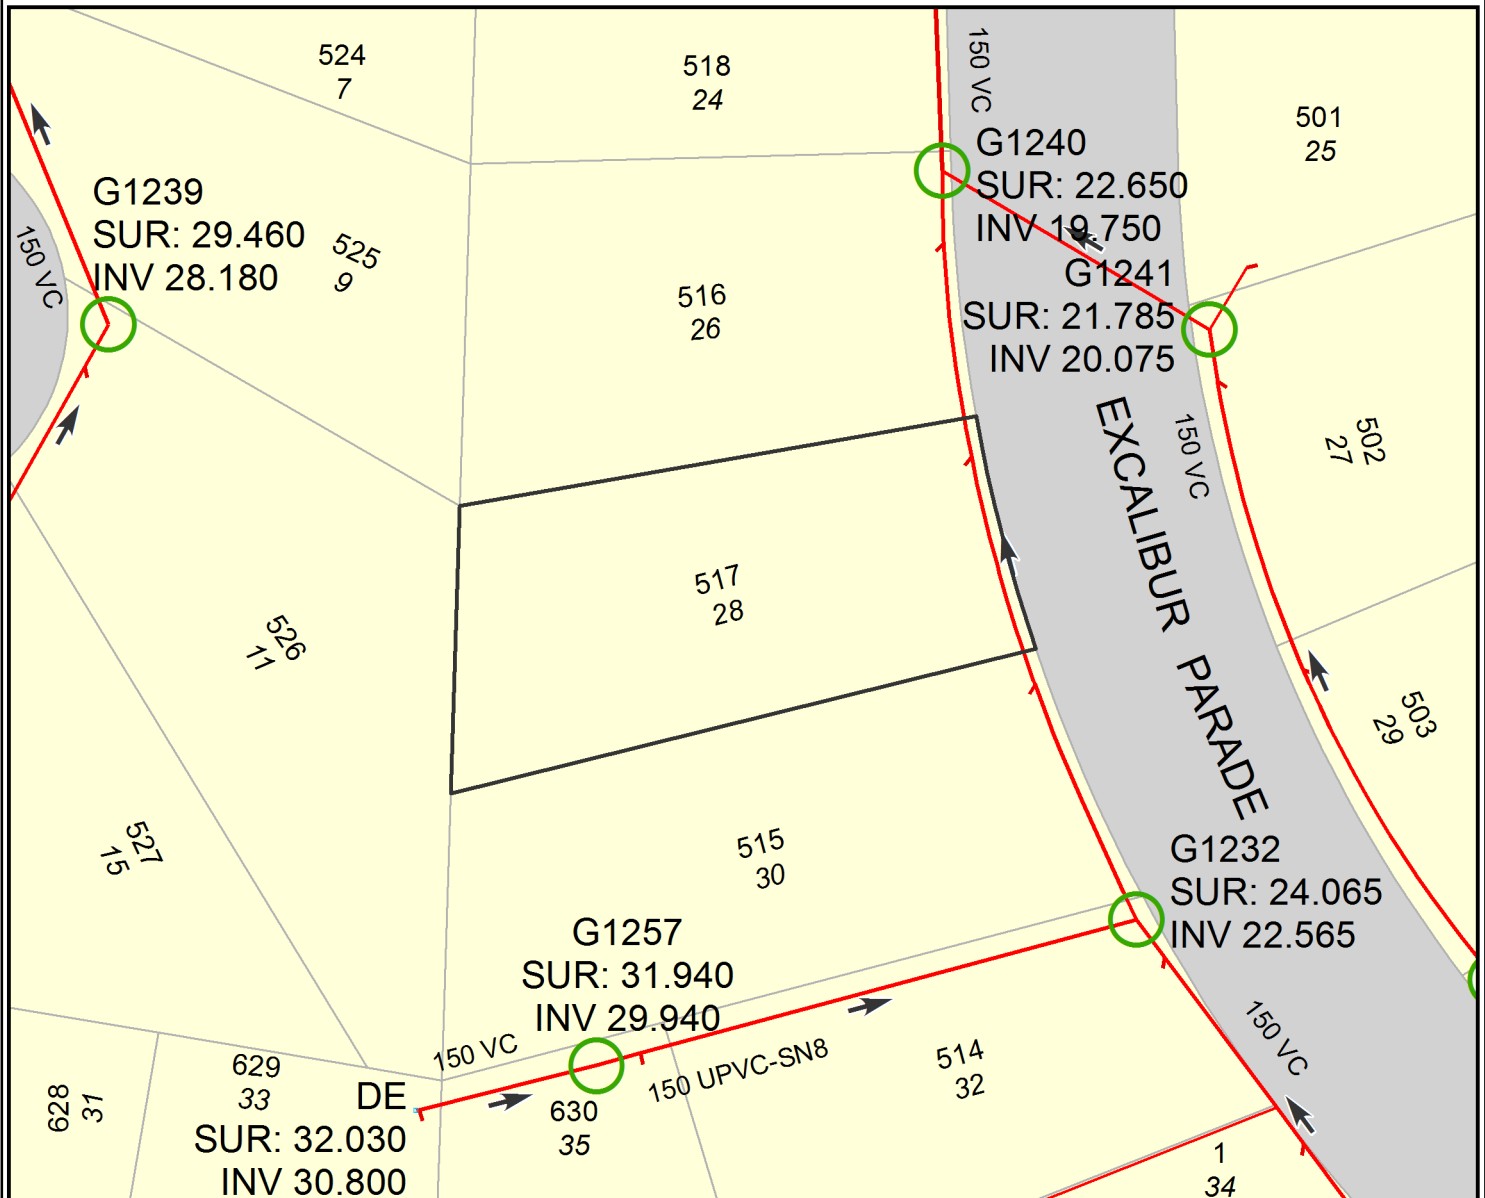 524
7
518
24
150 VC
501
25
G1240
SUR: 22.650
INV 19.750
G1239
SUR: 29.460
INV 28.180
150 VC
525
9
516
26
G1241
SUR: 21.785
INV 20.075
EXCALIBUR PARADE
150 VC
502
27
517
28
526
11
503
29
527
15
515
30
G1232
SUR: 24.065
INV 22.565
G1257
SUR: 31.940
INV 29.940
150 VC
150 UPVC-SN8
514
32
150 VC
629
33
628
31
DE
SUR: 32.030
INV 30.800
630
35
1
34